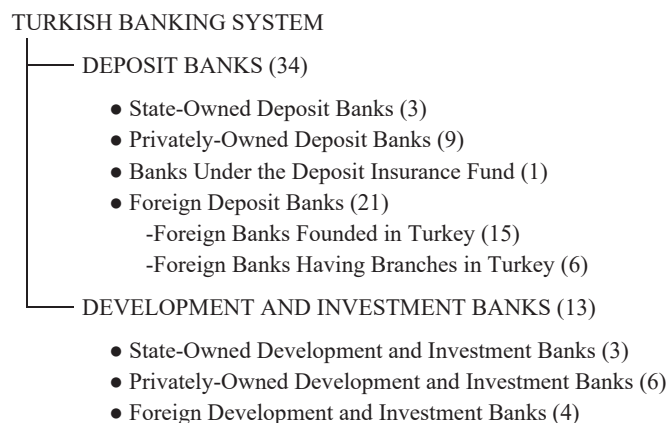 TURKISH BANKING SYSTEM
DEPOSIT BANKS (34)
● State-Owned Deposit Banks (3)
● Privately-Owned Deposit Banks (9)
● Banks Under the Deposit Insurance Fund (1)
● Foreign Deposit Banks (21)
-Foreign Banks Founded in Turkey (15)
-Foreign Banks Having Branches in Turkey (6)
DEVELOPMENT AND INVESTMENT BANKS (13)
● State-Owned Development and Investment Banks (3)
● Privately-Owned Development and Investment Banks (6)
● Foreign Development and Investment Banks (4)